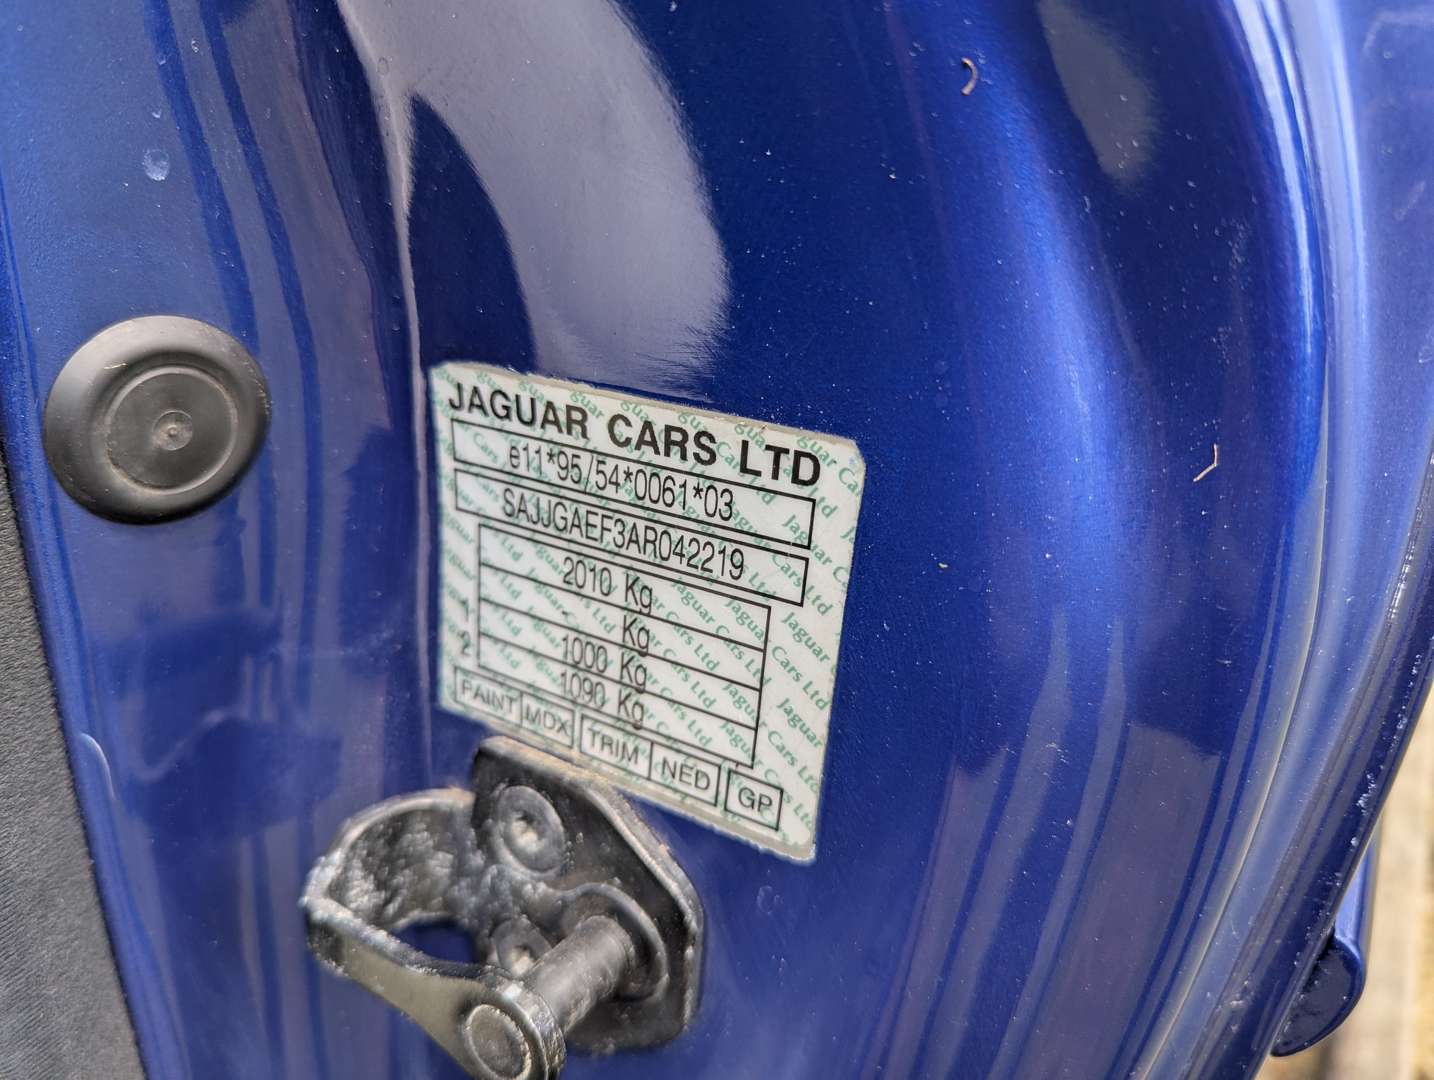 JAGUAR CARS LTD
e11*95/54*0061*03
SAJJGAEF3AR042219
2010 Kg
Kg
1 1000 Kg
2 1090 Kg
PAINT MDX TRIM NED GP